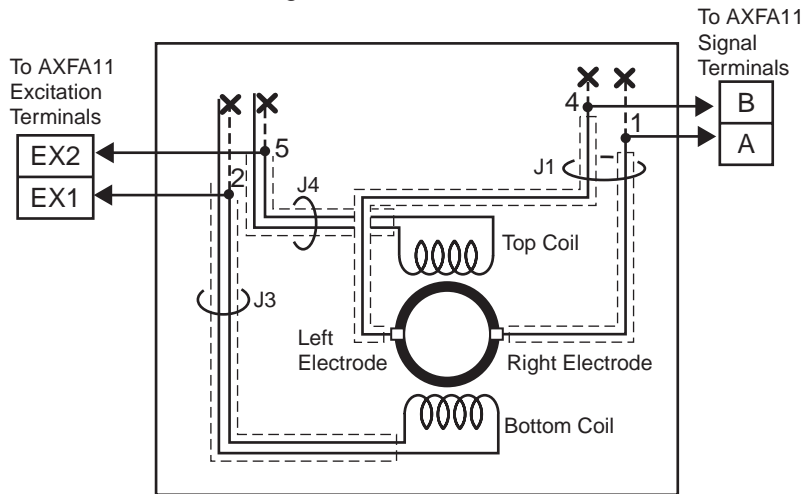 To AXFA11
Signal
Terminals
B
A
To AXFA11
Excitation
Terminals
EX2
EX1
4
1
5
2
J1
J4
J3
Top Coil
Left
Electrode
Right Electrode
Bottom Coil